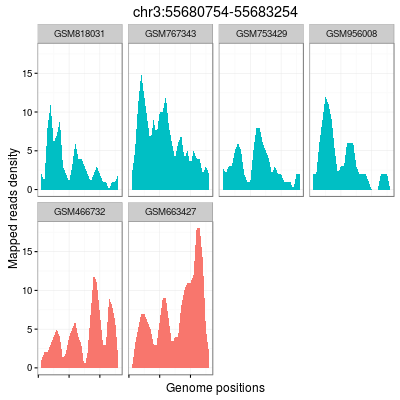 chr3:55680754-55683254
GSM818031 GSM767343 GSM753429 GSM956008
15
10
5
0
GSM466732 GSM663427
15
10
5
0
Mapped reads density
Genome positions